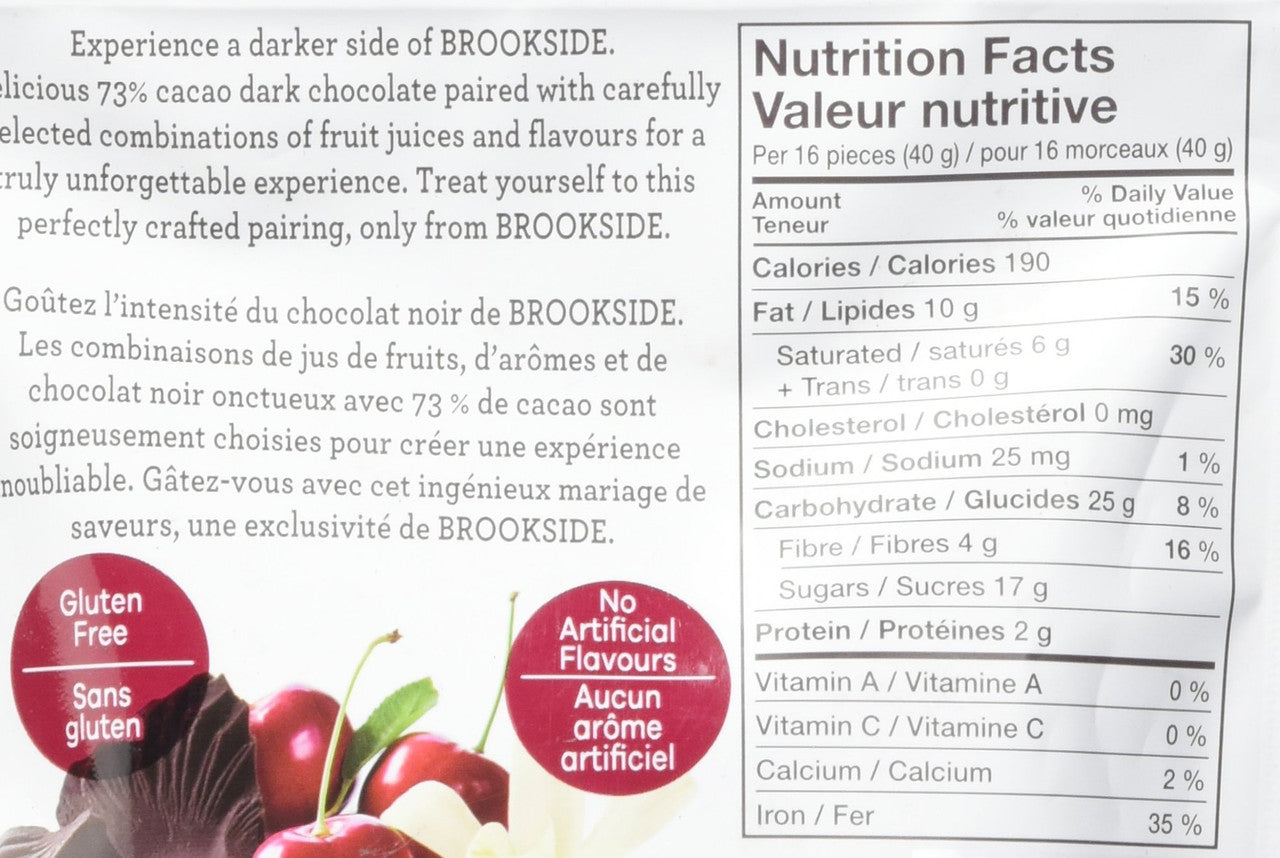 Experience a darker side of BROOKSIDE.
elicious 73% cacao dark chocolate paired with carefully
elected combinations of fruit juices and flavours for a
truly unforgettable experience. Treat yourself to this
perfectly crafted pairing, only from BROOKSIDE.
Goûtez l'intensité du chocolat noir de BROOKSIDE.
Les combinaisons de jus de fruits, d'arômes et de
chocolat noir onctueux avec 73 % de cacao sont
soigneusement choisies pour créer une expérience
noubliable. Gâtez-vous avec cet ingénieux mariage de
saveurs, une exclusivité de BROOKSIDE.
Gluten
Free
Sans
gluten
No
Artificial
Flavours
Aucun
arôme
artificiel
Nutrition Facts
Valeur nutritive
Per 16 pieces (40 g) / pour 16 morceaux (40 g)
Amount % Daily Value
Teneur % valeur quotidienne
Calories / Calories 190
Fat / Lipides 10 g 15 %
Saturated / saturés 6 g 30 %
+ Trans / trans 0 g
Cholesterol / Cholestérol 0 mg
Sodium / Sodium 25 mg 1 %
Carbohydrate / Glucides 25 g 8 %
Fibre / Fibres 4 g 16 %
Sugars / Sucres 17 g
Protein / Protéines 2 g
Vitamin A / Vitamine A 0 %
Vitamin C / Vitamine C 0 %
Calcium / Calcium 2 %
Iron / Fer 35 %